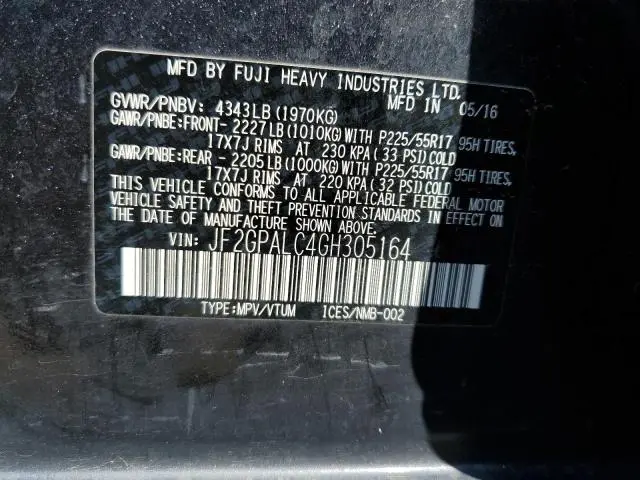 MFD BY FUJI HEAVY INDUSTRIES LTD.
MFD IN 05/16
GVWR/PNBV: 4343LB(1970KG)
GAWR/PNBE:FRONT- 2227LB(1010KG)WITH P225/55R17 95H TIRES,
17X7J RIMS AT 230 KPA( 33 PSI)COLD
GAWR/PNBE:REAR - 2205LB(1000KG)WITH P225/55R17 95H TIRES,
17X7J RIMS AT 220 KPA( 32 PSI)COLD
THIS VEHICLE CONFORMS TO ALL APPLICABLE FEDERAL MOTOR
VEHICLE SAFETY AND THEFT PREVENTION STANDARDS IN EFFECT ON
THE DATE OF MANUFACTURE SHOWN ABOVE.
VIN: JF2GPALC4GH305164
TYPE:MPV/VTUM ICES/NMB-002